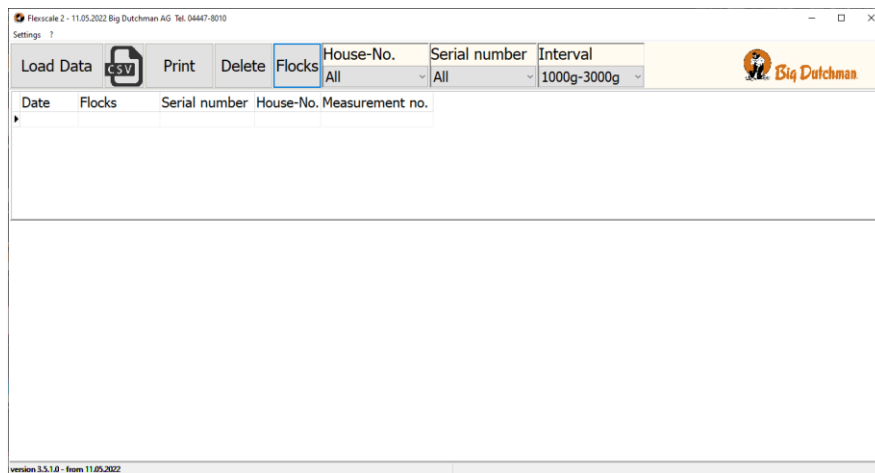 Flexscale 2 - 11.05.2022 Big Dutchman AG Tel. 04447-8010
Settings ?
Load Data CSV Print Delete Flocks
House-No. Serial number Interval
All All 1000g-3000g
Big Dutchman
Date Flocks Serial number House-No. Measurement no.
version 3.5.1.0 - from 11.05.2022